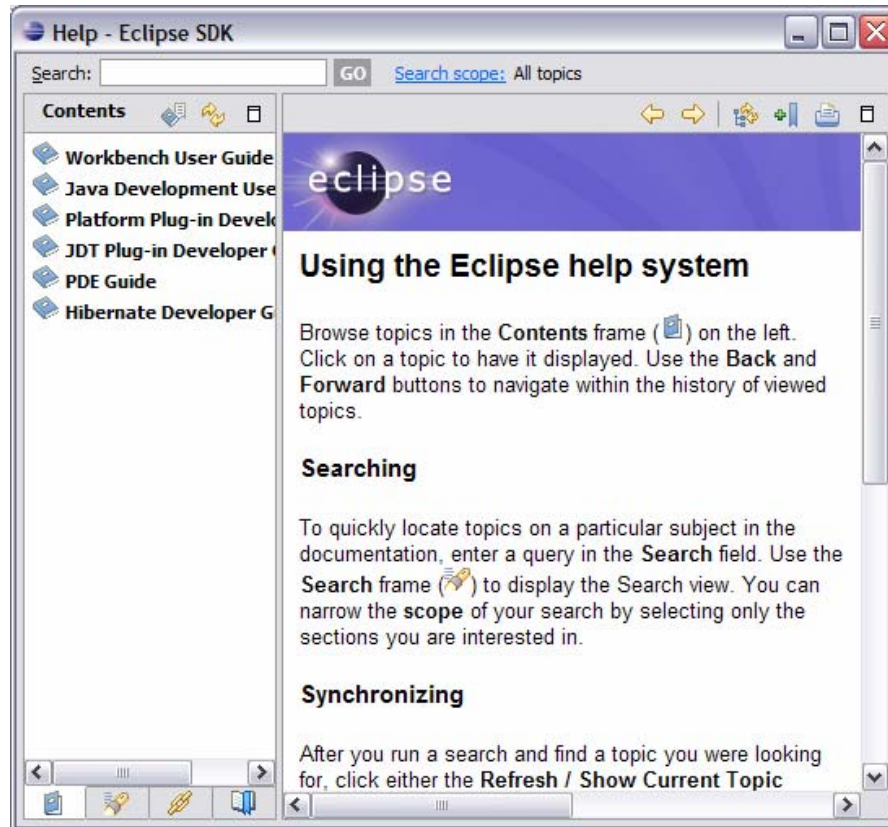 Help - Eclipse SDK
Search: GO Search scope: All topics
Contents
Workbench User Guide
Java Development Use
Platform Plug-in Develo
JDT Plug-in Developer
PDE Guide
Hibernate Developer G
eclipse
Using the Eclipse help system
Browse topics in the Contents frame ( ) on the left.
Click on a topic to have it displayed. Use the Back and
Forward buttons to navigate within the history of viewed
topics.
Searching
To quickly locate topics on a particular subject in the
documentation, enter a query in the Search field. Use the
Search frame ( ) to display the Search view. You can
narrow the scope of your search by selecting only the
sections you are interested in.
Synchronizing
After you run a search and find a topic you were looking
for, click either the Refresh / Show Current Topic